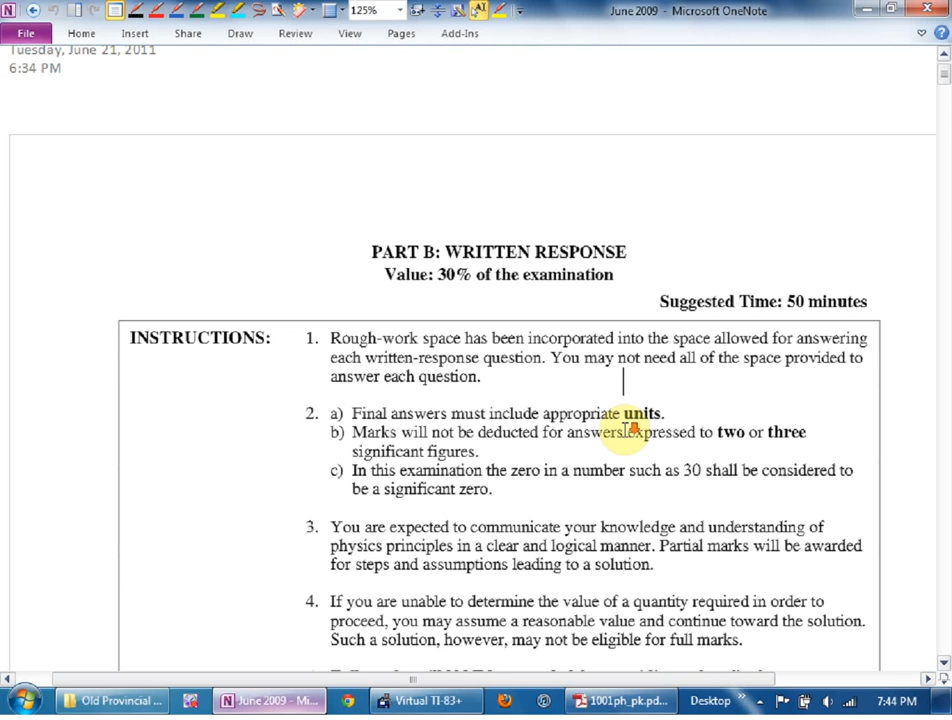 125%
June 2009 - Microsoft OneNote
File Home Insert Share Draw Review View Pages Add-Ins
Tuesday, June 21, 2011
6:34 PM
PART B: WRITTEN RESPONSE
Value: 30% of the examination
Suggested Time: 50 minutes
INSTRUCTIONS:
1. Rough-work space has been incorporated into the space allowed for answering
each written-response question. You may not need all of the space provided to
answer each question.
2. a) Final answers must include appropriate units.
b) Marks will not be deducted for answers expressed to two or three
significant figures.
c) In this examination the zero in a number such as 30 shall be considered to
be a significant zero.
3. You are expected to communicate your knowledge and understanding of
physics principles in a clear and logical manner. Partial marks will be awarded
for steps and assumptions leading to a solution.
4. If you are unable to determine the value of a quantity required in order to
proceed, you may assume a reasonable value and continue toward the solution.
Such a solution, however, may not be eligible for full marks.
Old Provincial ... June 2009 - Mi... Virtual TI-83+ 1001ph_pk.pd... Desktop 7:44 PM